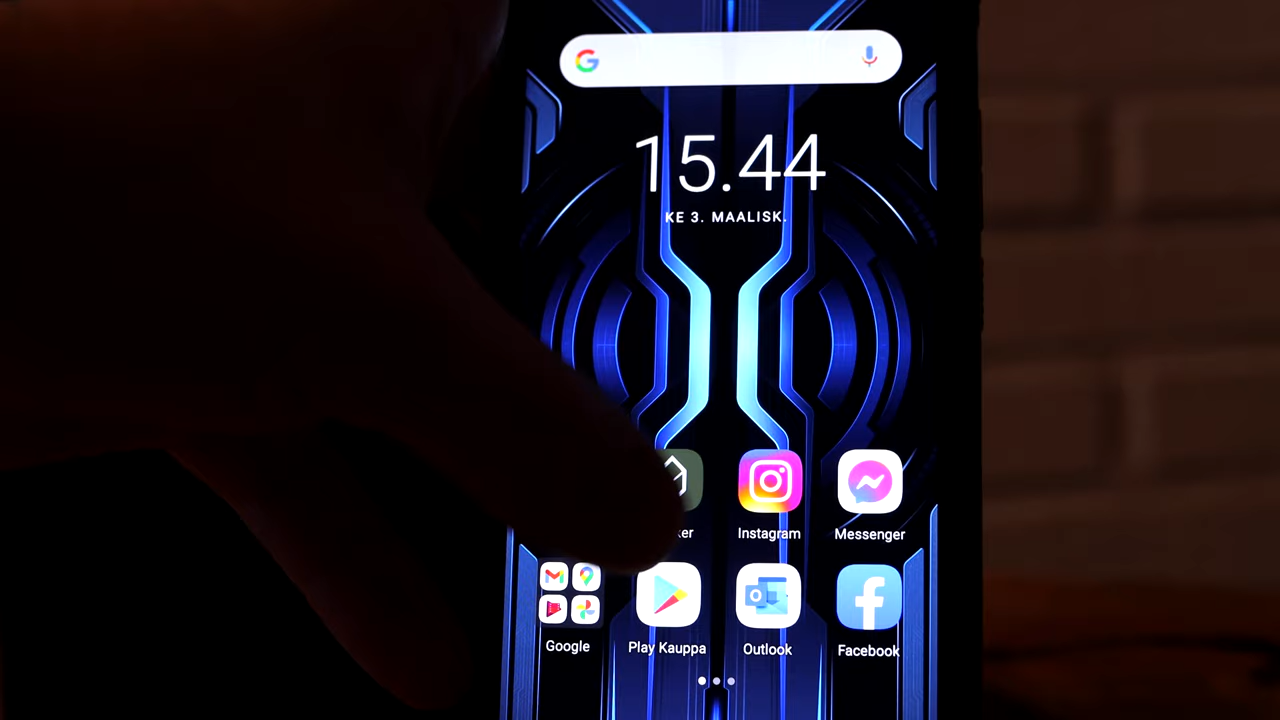 15.44
KE 3. MAALISK.
Instagram
Messenger
Google
Play Kauppa
Outlook
Facebook